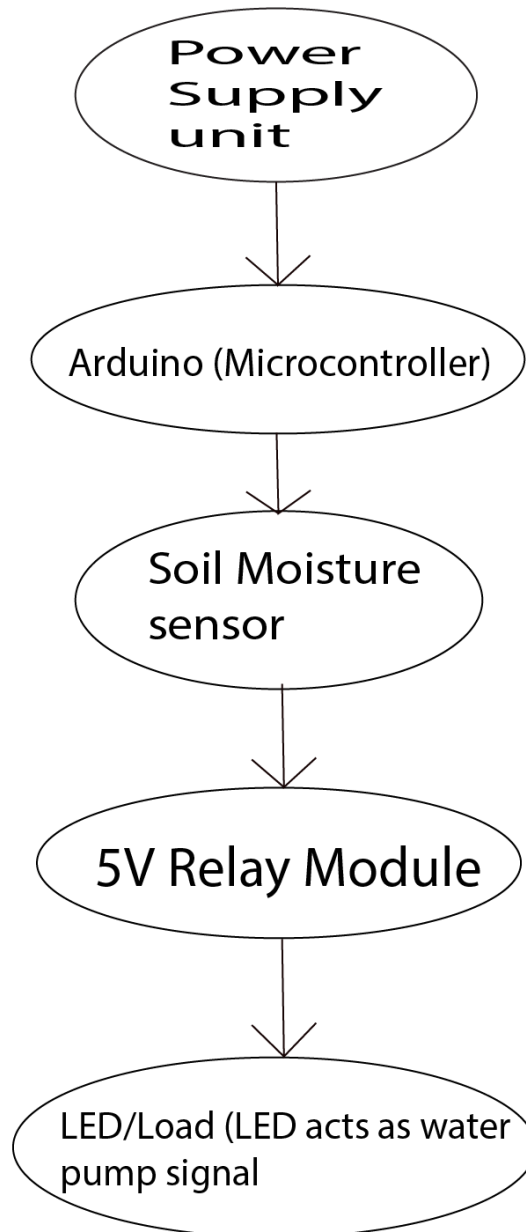 Power
Supply
unit
Arduino (Microcontroller)
Soil Moisture
sensor
5V Relay Module
LED/Load (LED acts as water
pump signal